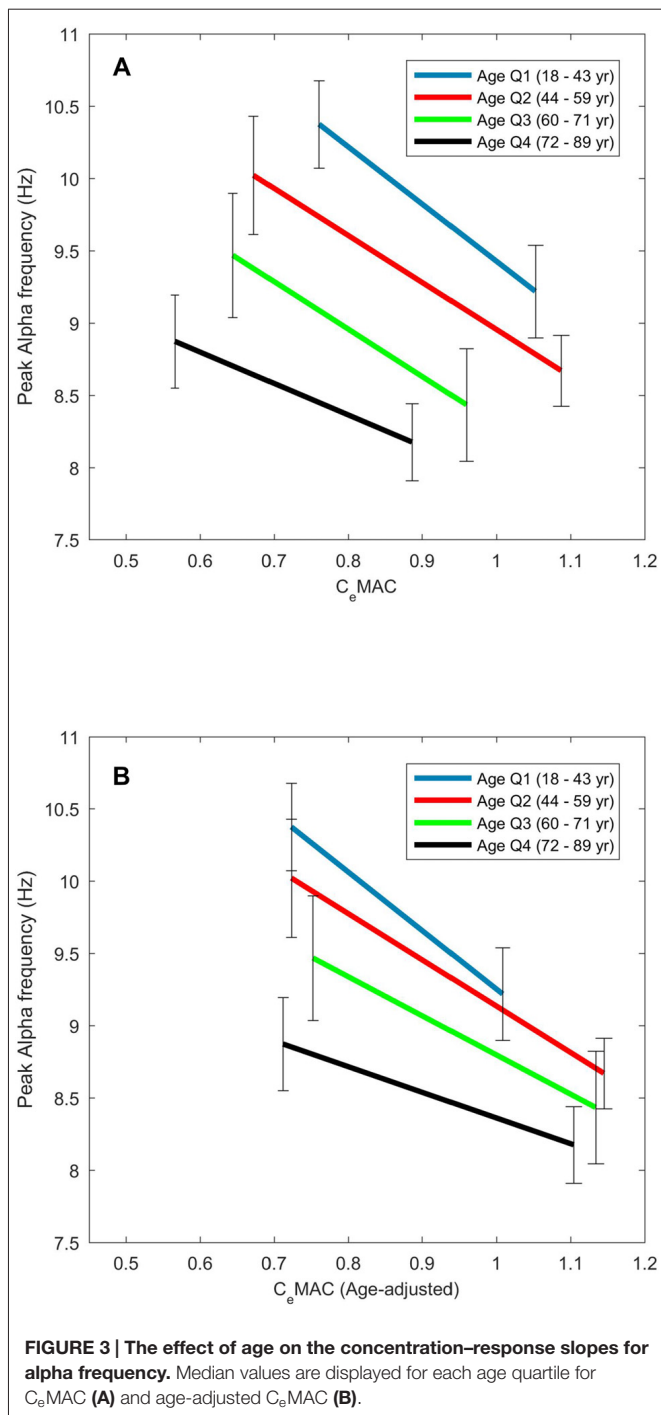 A
Age Q1 (18 - 43 yr)
Age Q2 (44 - 59 yr)
Age Q3 (60 - 71 yr)
Age Q4 (72 - 89 yr)
Peak Alpha frequency (Hz)
11
10.5
10
9.5
9
8.5
8
7.5
0.5 0.6 0.7 0.8 0.9 1 1.1 1.2
CeMAC
B
Age Q1 (18 - 43 yr)
Age Q2 (44 - 59 yr)
Age Q3 (60 - 71 yr)
Age Q4 (72 - 89 yr)
Peak Alpha frequency (Hz)
11
10.5
10
9.5
9
8.5
8
7.5
0.5 0.6 0.7 0.8 0.9 1 1.1 1.2
CeMAC (Age-adjusted)
FIGURE 3 | The effect of age on the concentration–response slopes for
alpha frequency. Median values are displayed for each age quartile for
CeMAC (A) and age-adjusted CeMAC (B).